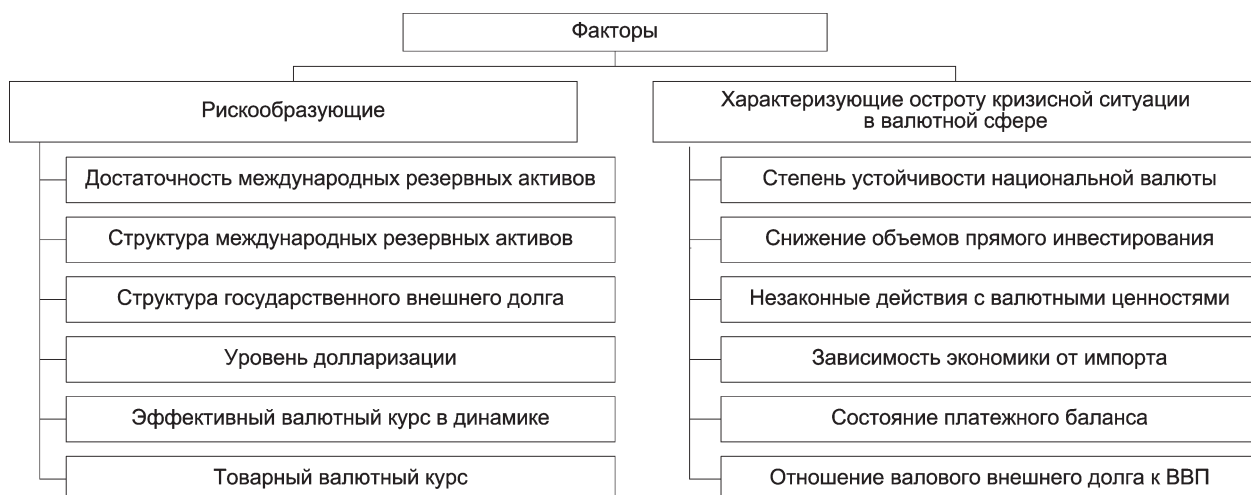 Факторы
Рискообразующие
Достаточность международных резервных активов
Структура международных резервных активов
Структура государственного внешнего долга
Уровень долларизации
Эффективный валютный курс в динамике
Товарный валютный курс
Характеризующие остроту кризисной ситуации
в валютной сфере
Степень устойчивости национальной валюты
Снижение объемов прямого инвестирования
Незаконные действия с валютными ценностями
Зависимость экономики от импорта
Состояние платежного баланса
Отношение валового внешнего долга к ВВП